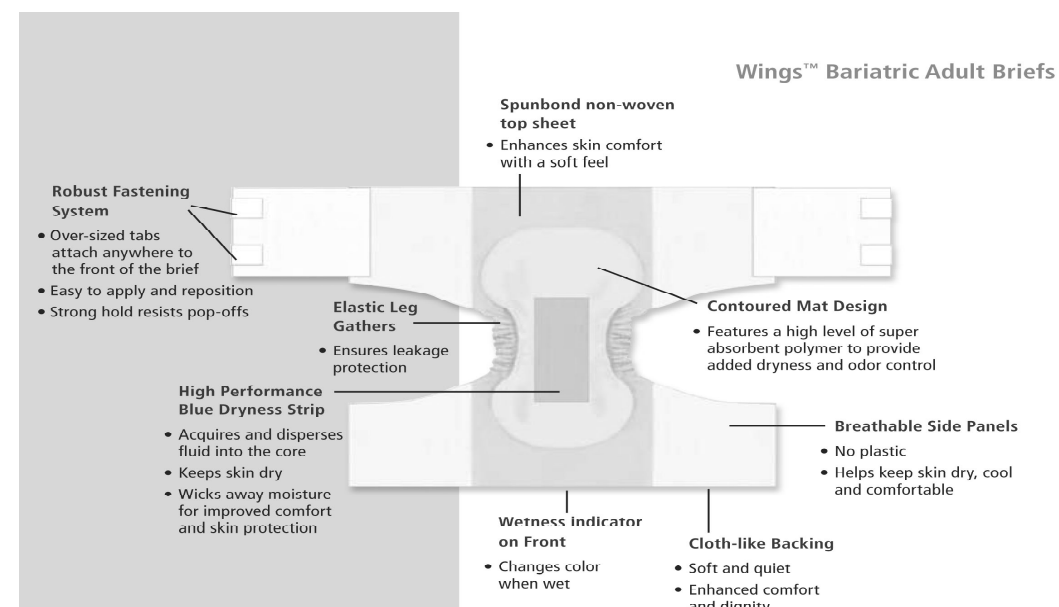 Wings™ Bariatric Adult Briefs
Spunbond non-woven
top sheet
• Enhances skin comfort
with a soft feel
Robust Fastening
System
• Over-sized tabs
attach anywhere to
the front of the brief
• Easy to apply and reposition
• Strong hold resists pop-offs
Elastic Leg
Gathers
• Ensures leakage
protection
Contoured Mat Design
• Features a high level of super
absorbent polymer to provide
added dryness and odor control
High Performance
Blue Dryness Strip
• Acquires and disperses
fluid into the core
• Keeps skin dry
• Wicks away moisture
for improved comfort
and skin protection
Breathable Side Panels
• No plastic
• Helps keep skin dry, cool
and comfortable
Wetness indicator
on Front
• Changes color
when wet
Cloth-like Backing
• Soft and quiet
• Enhanced comfort
and dignity